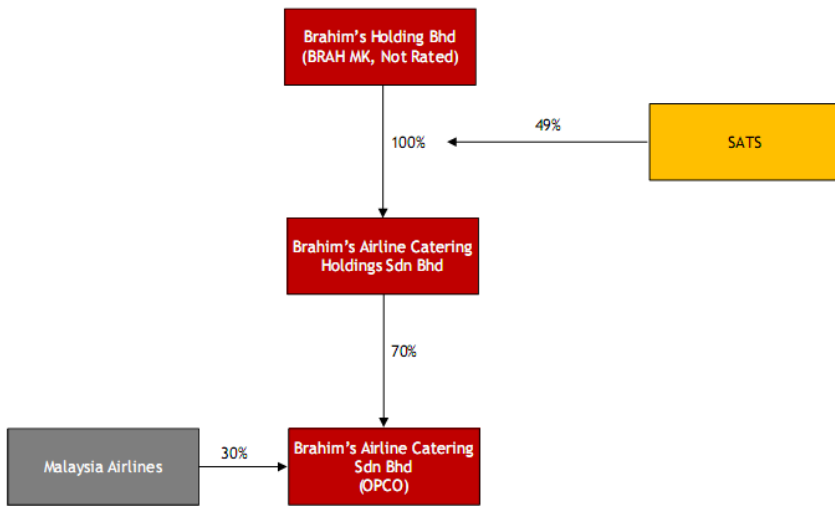 Brahim's Holding Bhd
(BRAH MK, Not Rated)
49%
100%
SATS
Brahim's Airline Catering
Holdings Sdn Bhd
70%
Malaysia Airlines
30%
Brahim's Airline Catering
Sdn Bhd
(OPCO)